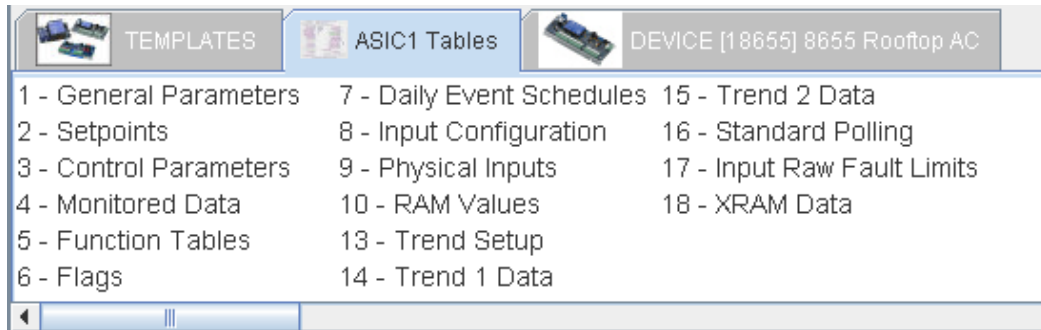 TEMPLATES
ASIC1 Tables
DEVICE [18655] 8655 Rooftop AC
1 - General Parameters
2 - Setpoints
3 - Control Parameters
4 - Monitored Data
5 - Function Tables
6 - Flags
7 - Daily Event Schedules
8 - Input Configuration
9 - Physical Inputs
10 - RAM Values
13 - Trend Setup
14 - Trend 1 Data
15 - Trend 2 Data
16 - Standard Polling
17 - Input Raw Fault Limits
18 - XRAM Data